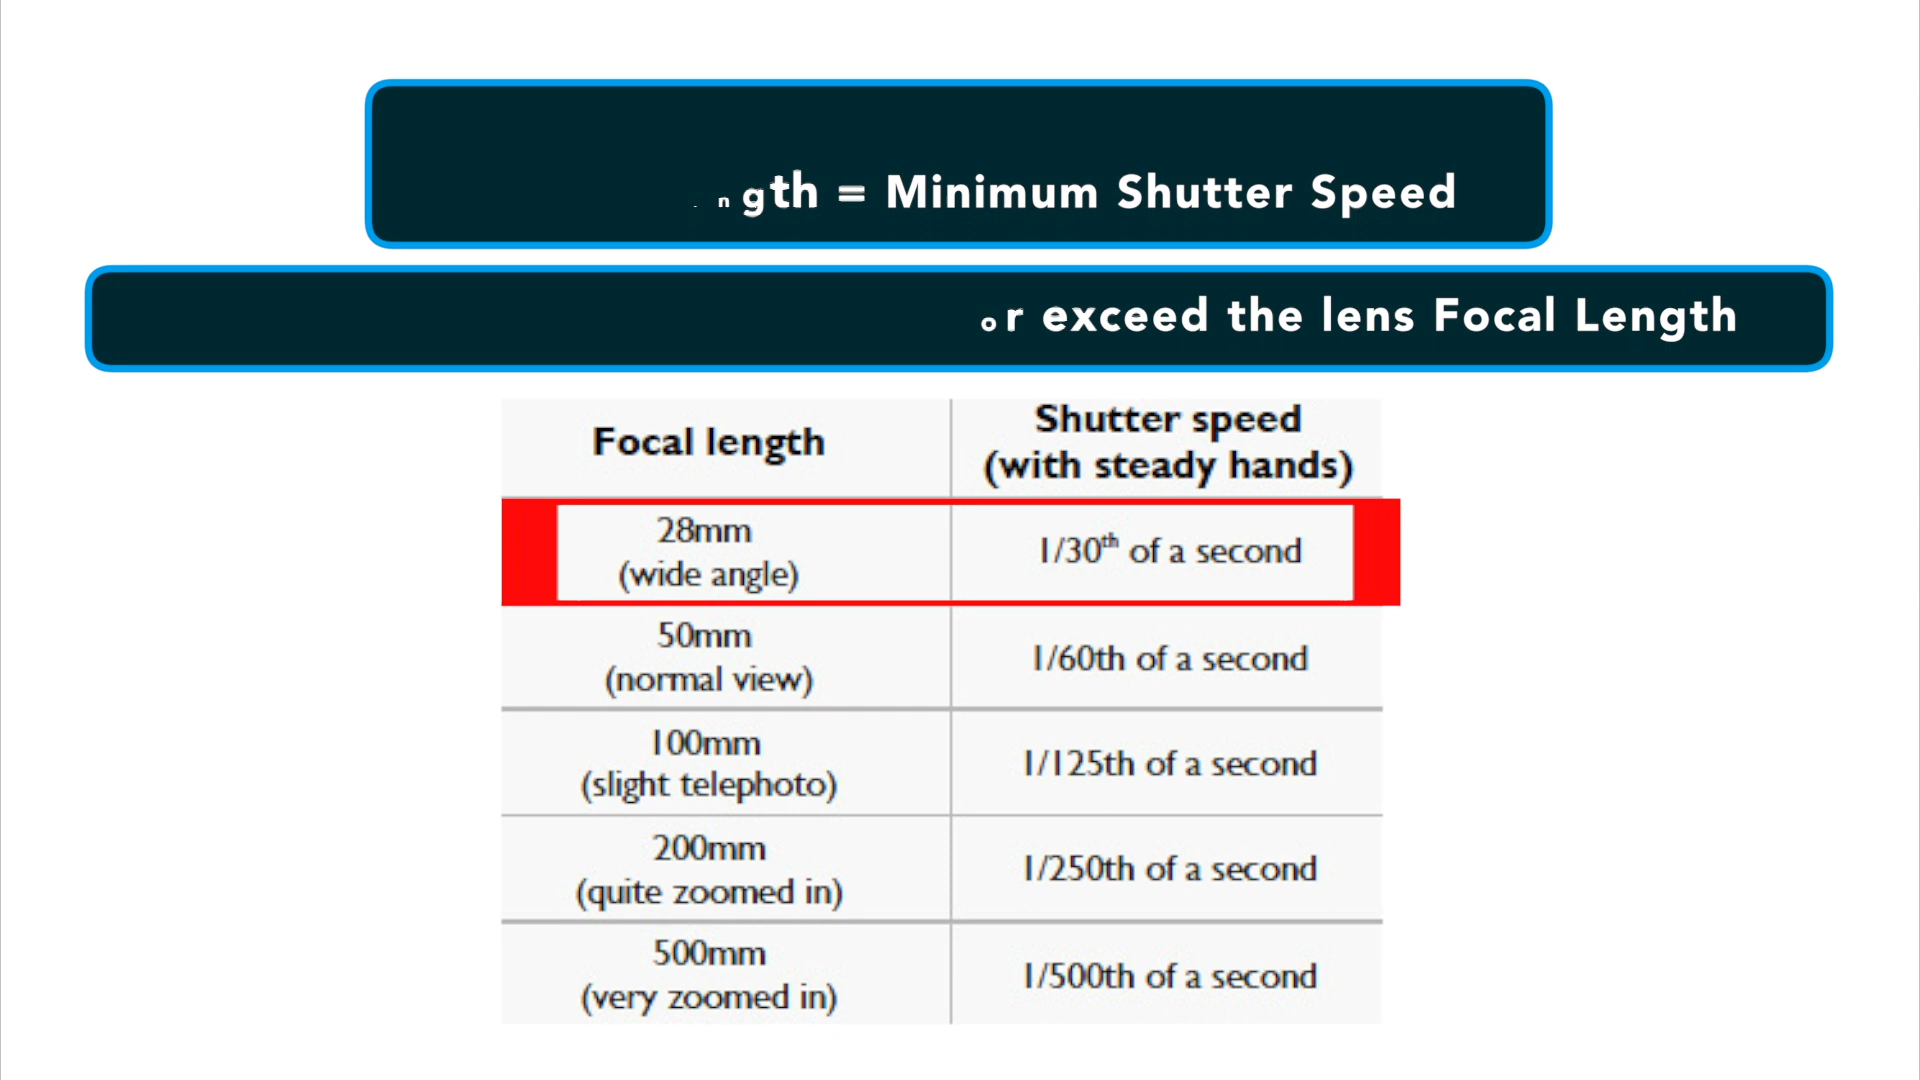 ngth = Minimum Shutter Speed
or exceed the lens Focal Length
Focal length
Shutter speed
(with steady hands)
28mm
(wide angle)
1/30th of a second
50mm
(normal view)
1/60th of a second
100mm
(slight telephoto)
1/125th of a second
200mm
(quite zoomed in)
1/250th of a second
500mm
(very zoomed in)
1/500th of a second